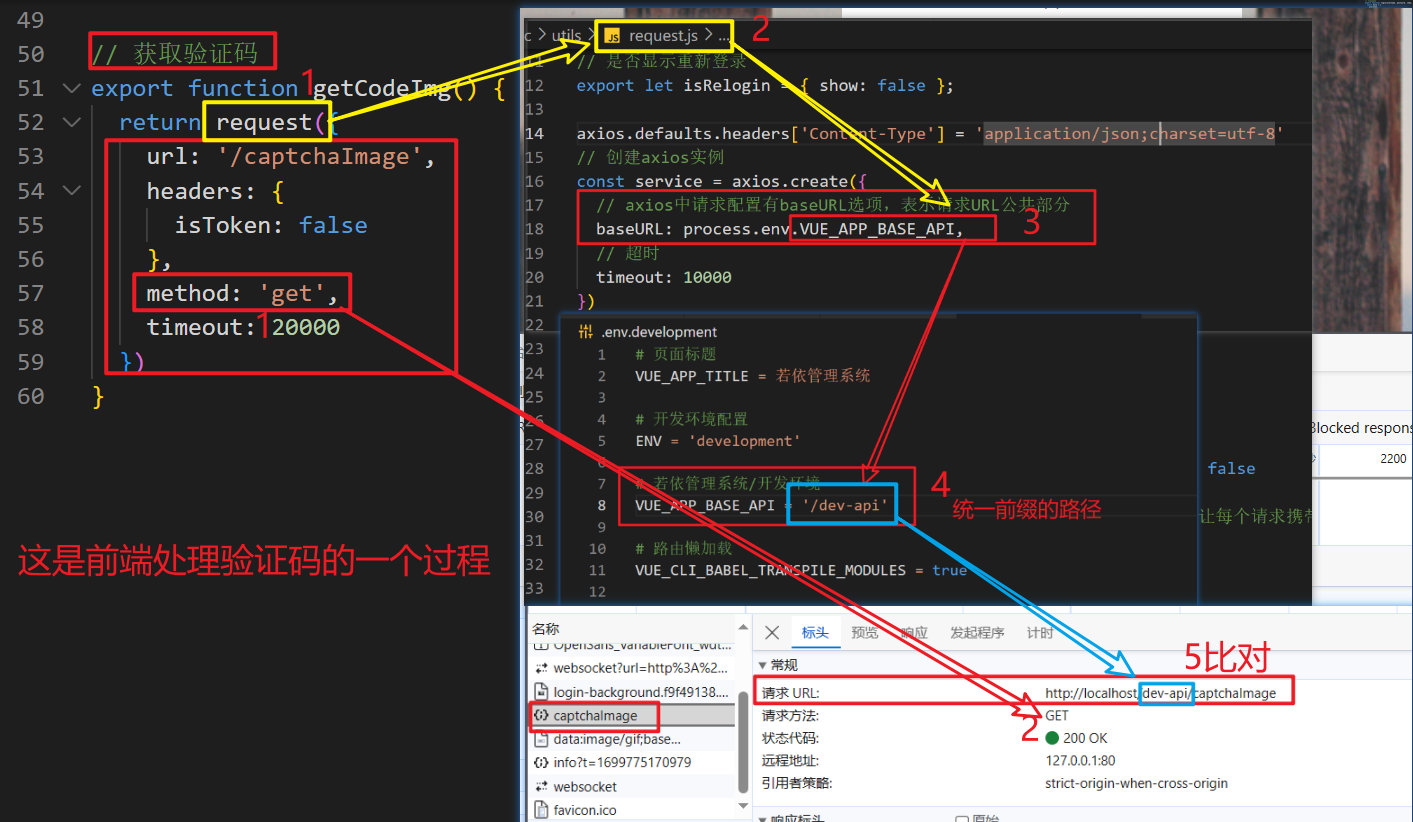 49
50 // 获取验证码
51 export function getCodeImg() {
52 return request({
53 url: '/captchaImage',
54 headers: {
55 isToken: false
56 },
57 method: 'get',
58 timeout: 20000
59 })
60 }
1
1
这是前端处理验证码的一个过程
c > utils > JS request.js > ...
2
11 // 是否显示重新登录
12 export let isRelogin = { show: false };
13
14 axios.defaults.headers['Content-Type'] = 'application/json;charset=utf-8'
15 // 创建axios实例
16 const service = axios.create({
17 // axios中请求配置有baseURL选项，表示请求URL公共部分
18 baseURL: process.env.VUE_APP_BASE_API,
3
19 // 超时
20 timeout: 10000
21 })
22
23
24
25
26
27
28
29
30
31
32
33
.env.development
1 # 页面标题
2 VUE_APP_TITLE = 若依管理系统
3
4 # 开发环境配置
5 ENV = 'development'
6
7 # 若依管理系统/开发环境
8 VUE_APP_BASE_API = '/dev-api'
9
10 # 路由懒加载
11 VUE_CLI_BABEL_TRANSPILE_MODULES = true
12
4
统一前缀的路径
Blocked respons
2200
false
让每个请求携带
名称
OpenSans_VariableFont_wdt...
websocket?url=http%3A%2...
login-background.f9f49138....
captchaImage
data:image/gif;base...
info?t=1699775170979
websocket
favicon.ico
标头 预览 响应 发起程序 计时
5比对
常规
请求 URL: http://localhost/dev-api/captchaImage
请求方法: GET
2
状态代码: 200 OK
远程地址: 127.0.0.1:80
引用者策略: strict-origin-when-cross-origin
响应标头 原始